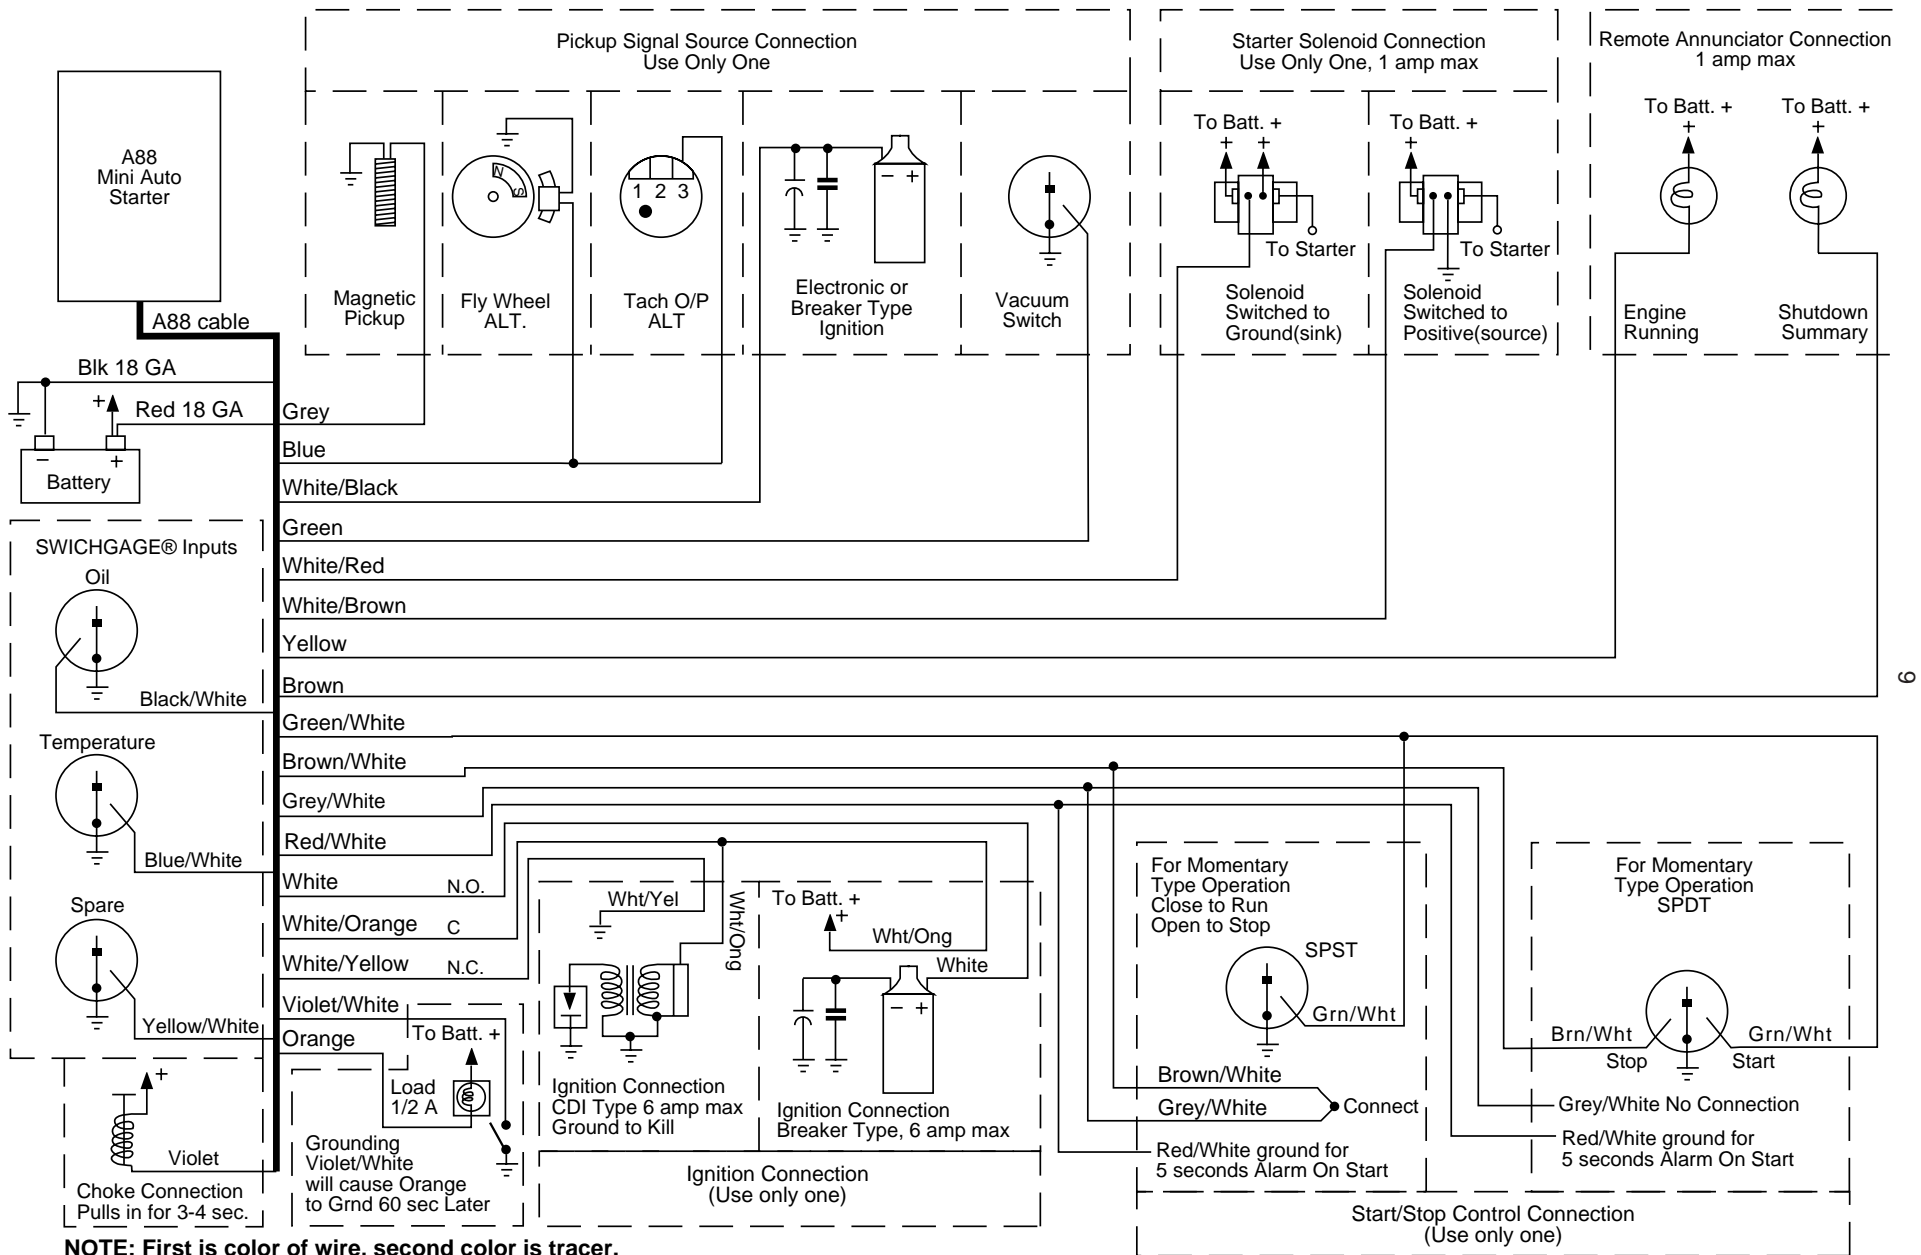 Pickup Signal Source Connection
Use Only One
Starter Solenoid Connection
Use Only One, 1 amp max
Remote Annunciator Connection
1 amp max
A88
Mini Auto
Starter
A88 cable
Magnetic
Pickup
N
S
Fly Wheel
ALT.
1 2 3
Tach O/P
ALT
− +
Electronic or
Breaker Type
Ignition
Vacuum
Switch
To Batt. +
+ +
To Starter
Solenoid
Switched to
Ground(sink)
To Batt. +
+
To Starter
Solenoid
Switched to
Positive(source)
To Batt. +
+
Engine
Running
To Batt. +
+
Shutdown
Summary
Blk 18 GA
+
Red 18 GA
− +
Battery
Grey
Blue
White/Black
Green
White/Red
White/Brown
Yellow
Brown
Green/White
Brown/White
Grey/White
Red/White
White N.O.
White/Orange C
White/Yellow N.C.
Violet/White
Orange
SWICHGAGE® Inputs
Oil
Black/White
Temperature
Blue/White
Spare
Yellow/White
+
Violet
Choke Connection
Pulls in for 3-4 sec.
To Batt. +
Load
1/2 A
Grounding
Violet/White
will cause Orange
to Grnd 60 sec Later
Wht/Yel
Wht/Ong
Ignition Connection
CDI Type 6 amp max
Ground to Kill
To Batt. +
+
Wht/Ong
White
− +
Ignition Connection
Breaker Type, 6 amp max
Ignition Connection
(Use only one)
For Momentary
Type Operation
Close to Run
Open to Stop
SPST
Grn/Wht
Brown/White
Grey/White
Connect
Red/White ground for
5 seconds Alarm On Start
For Momentary
Type Operation
SPDT
Brn/Wht
Grn/Wht
Stop
Start
Grey/White No Connection
Red/White ground for
5 seconds Alarm On Start
Start/Stop Control Connection
(Use only one)
9
NOTE: First is color of wire, second color is tracer.